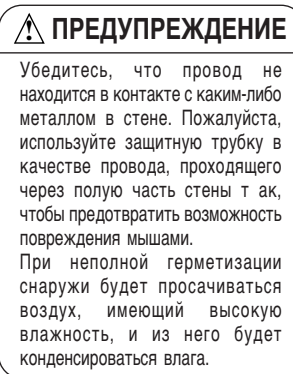 ПРЕДУПРЕЖДЕНИЕ
Убедитесь, что провод не
находится в контакте с каким-либо
металлом в стене. Пожалуйста,
используйте защитную трубку в
качестве провода, проходящего
через полую часть стены т ак,
чтобы предотвратить возможность
повреждения мышами.
При неполной герметизации
снаружи будет просачиваться
воздух, имеющий высокую
влажность, и из него будет
конденсироваться влага.